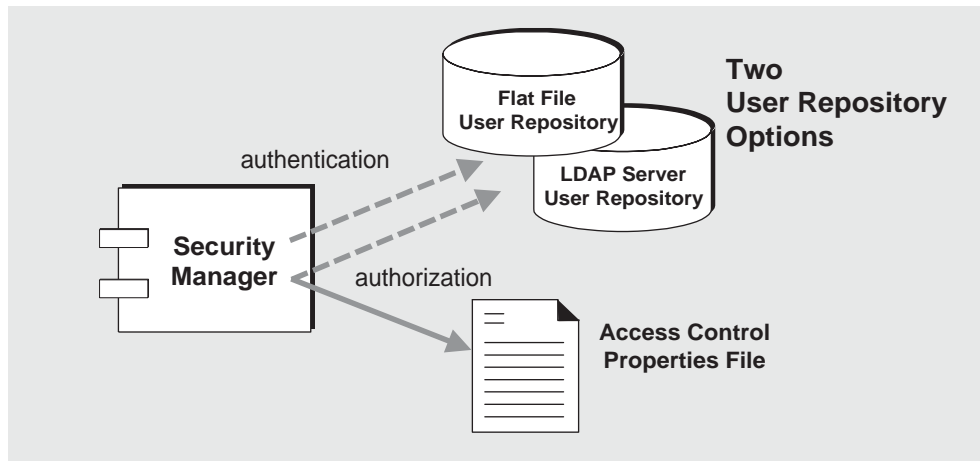 Two
User Repository
Options
Flat File
User Repository
LDAP Server
User Repository
authentication
Security
Manager
authorization
Access Control
Properties File